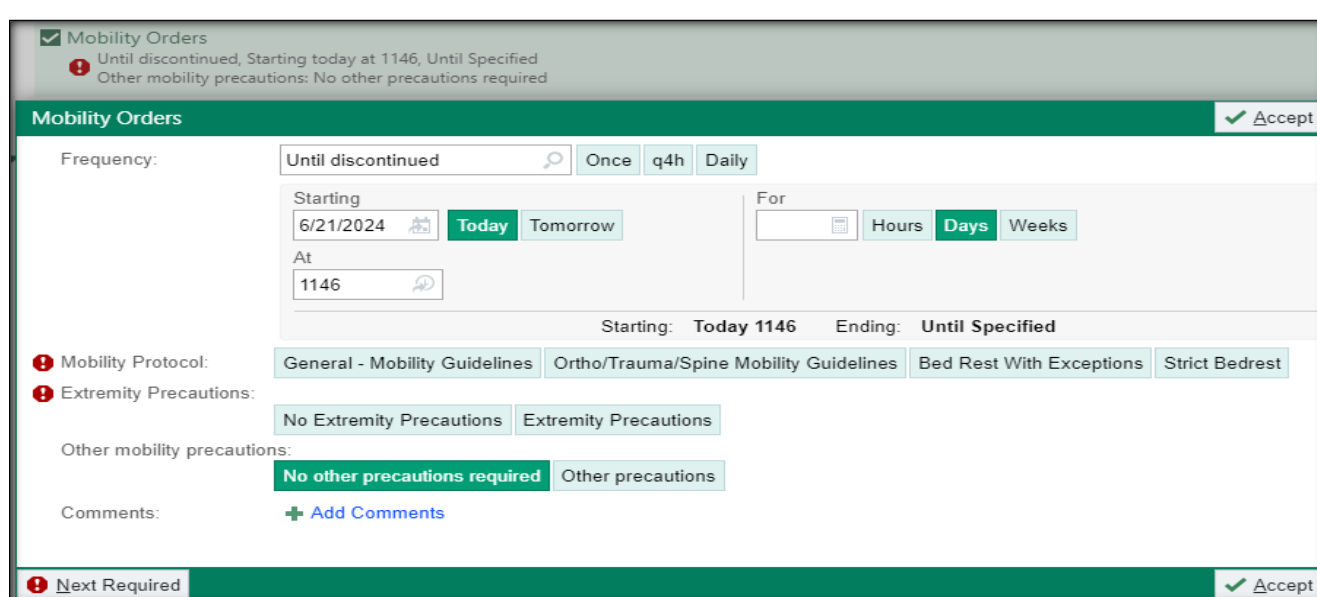 Mobility Orders
Until discontinued, Starting today at 1146, Until Specified
Other mobility precautions: No other precautions required
Mobility Orders Accept
Frequency: Until discontinued Once q4h Daily
Starting For
6/21/2024 Today Tomorrow Hours Days Weeks
At
1146
Starting: Today 1146 Ending: Until Specified
Mobility Protocol: General - Mobility Guidelines Ortho/Trauma/Spine Mobility Guidelines Bed Rest With Exceptions Strict Bedrest
Extremity Precautions:
No Extremity Precautions Extremity Precautions
Other mobility precautions:
No other precautions required Other precautions
Comments: Add Comments
Next Required Accept